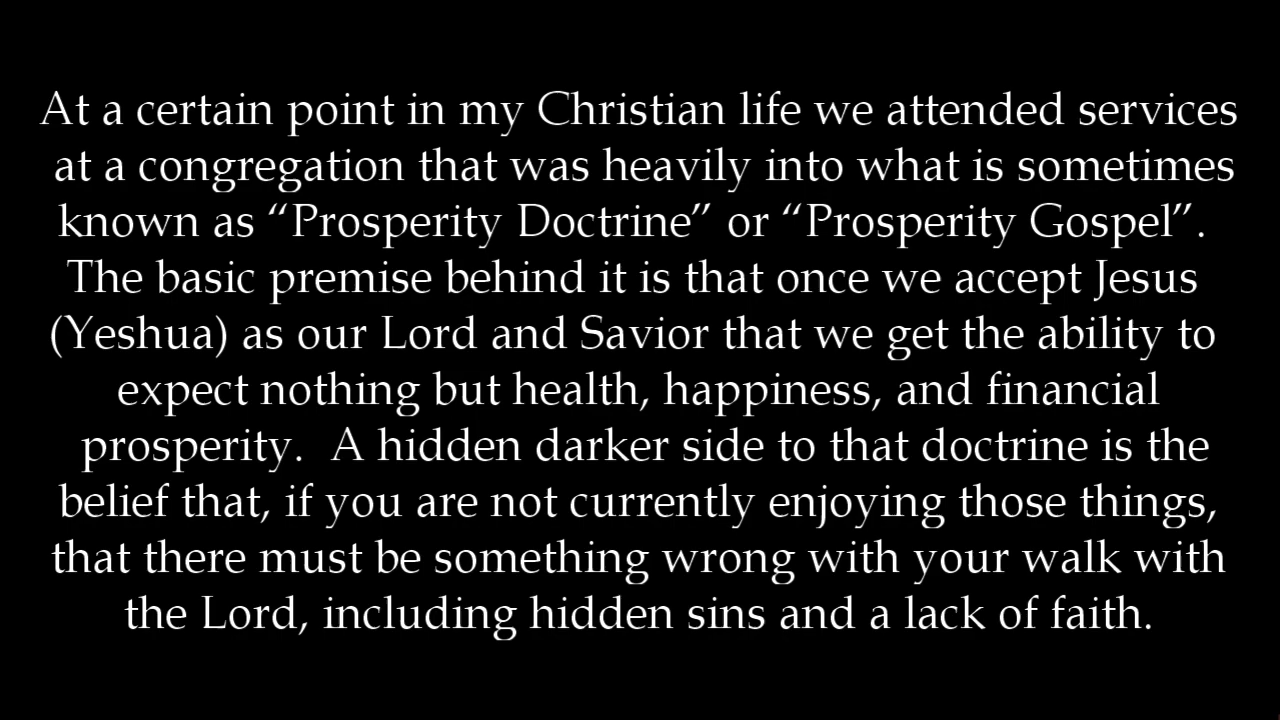 At a certain point in my Christian life we attended services
at a congregation that was heavily into what is sometimes
known as “Prosperity Doctrine” or “Prosperity Gospel”.
The basic premise behind it is that once we accept Jesus
(Yeshua) as our Lord and Savior that we get the ability to
expect nothing but health, happiness, and financial
prosperity.  A hidden darker side to that doctrine is the
belief that, if you are not currently enjoying those things,
that there must be something wrong with your walk with
the Lord, including hidden sins and a lack of faith.